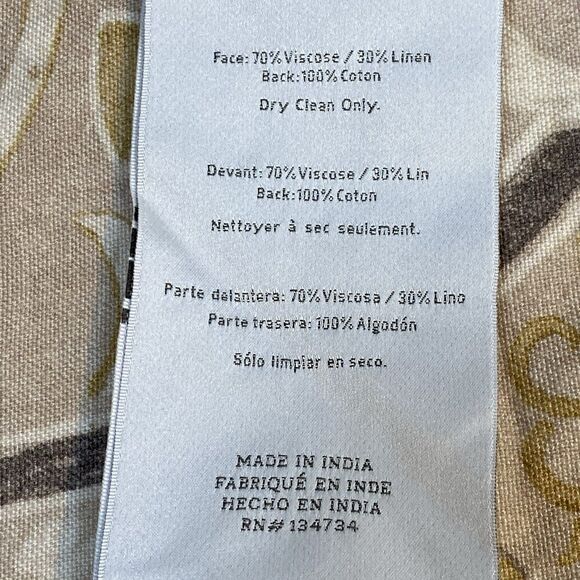 Face: 70% Viscose / 30% Linen
Back: 100% Coton
Dry Clean Only.
Devant: 70% Viscose / 30% Lin
Back: 100% Coton
Nettoyer à sec seulement.
Parte delantera: 70% Viscosa / 30% Lino
Parte trasera: 100% Algodón
Sólo limpiar en seco.
MADE IN INDIA
FABRIQUÉ EN INDE
HECHO EN INDIA
RN# 134734